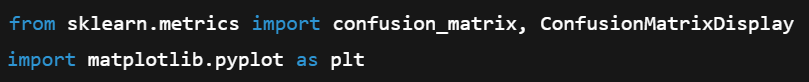 from sklearn.metrics import confusion_matrix, ConfusionMatrixDisplay
import matplotlib.pyplot as plt